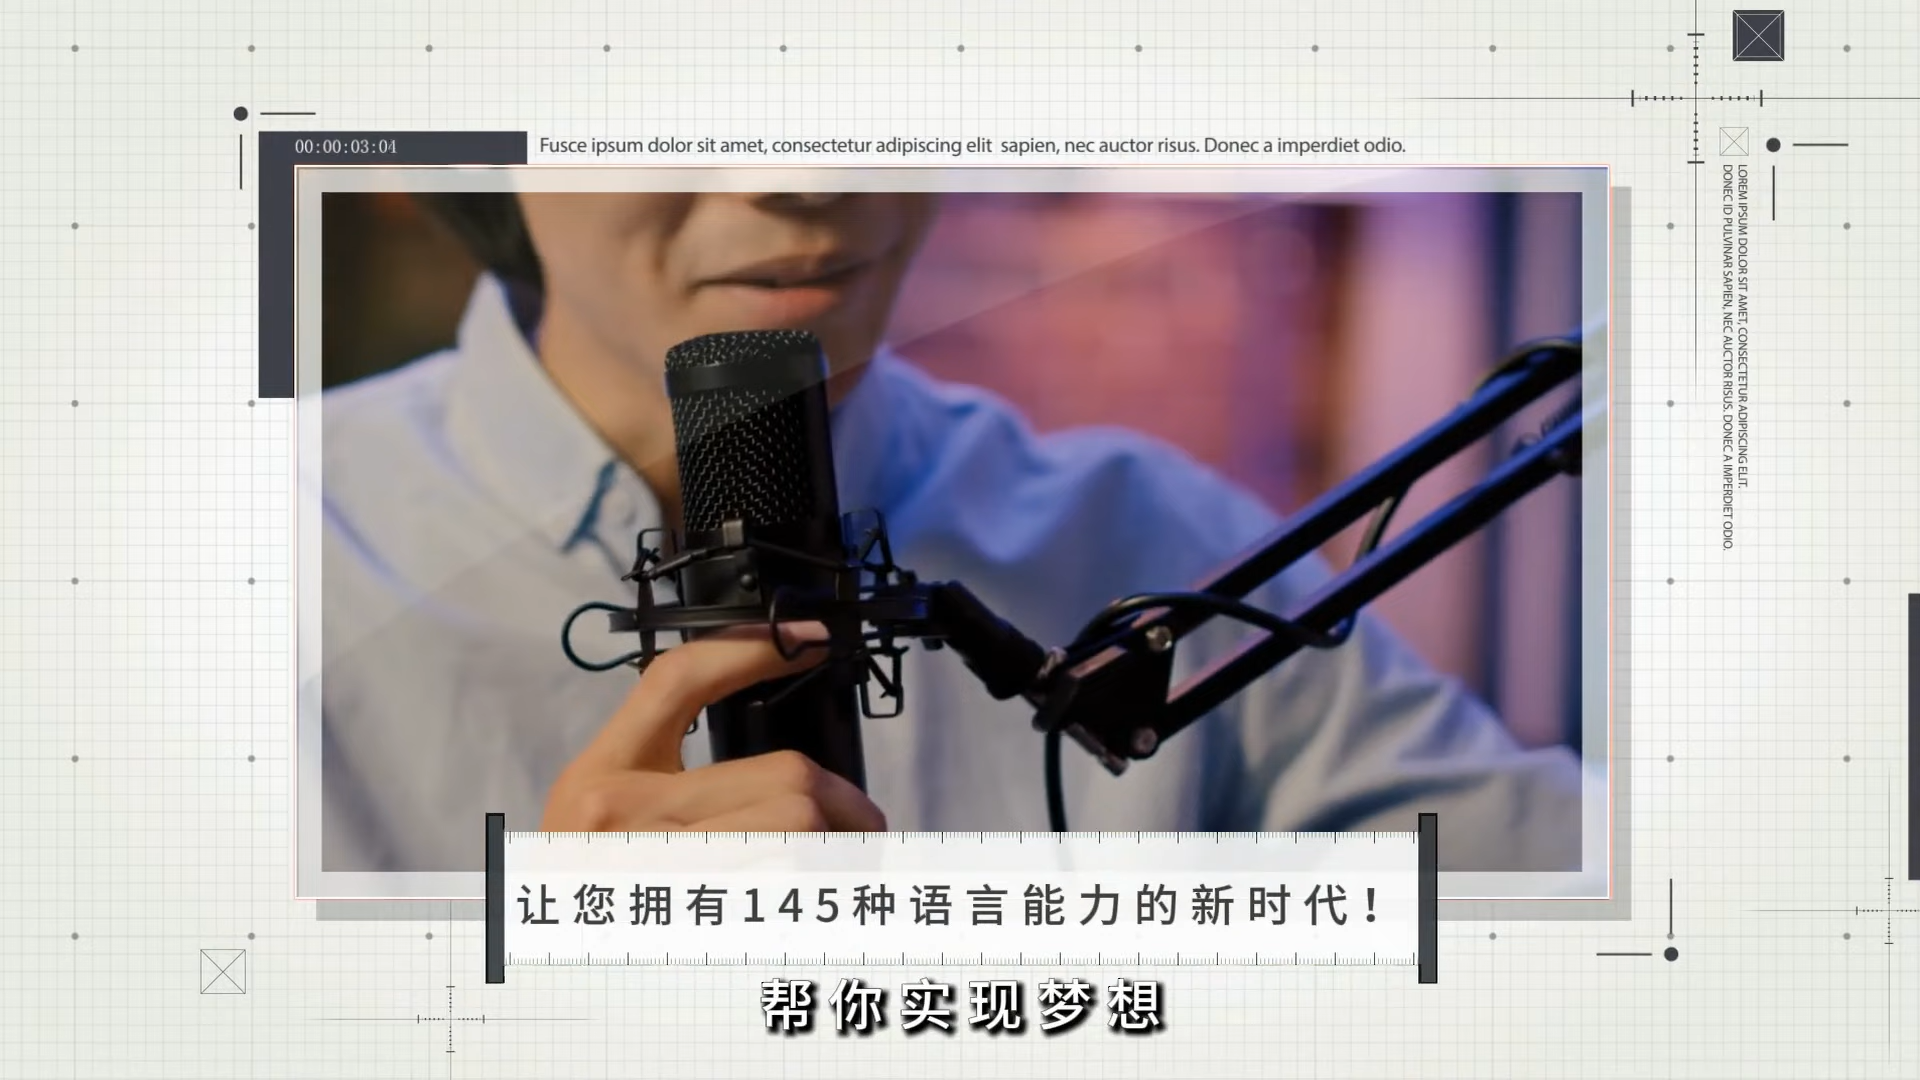 00:00:03:04
Fusce ipsum dolor sit amet, consectetur adipiscing elit  sapien, nec auctor risus. Donec a imperdiet odio.
LOREM IPSUM DOLOR SIT AMET, CONSECTETUR ADIPISCING ELIT.
DONEC ID PULVINAR SAPIEN, NEC AUCTOR RISUS. DONEC A IMPERDIET ODIO.
让您拥有145种语言能力的新时代!
帮你实现梦想